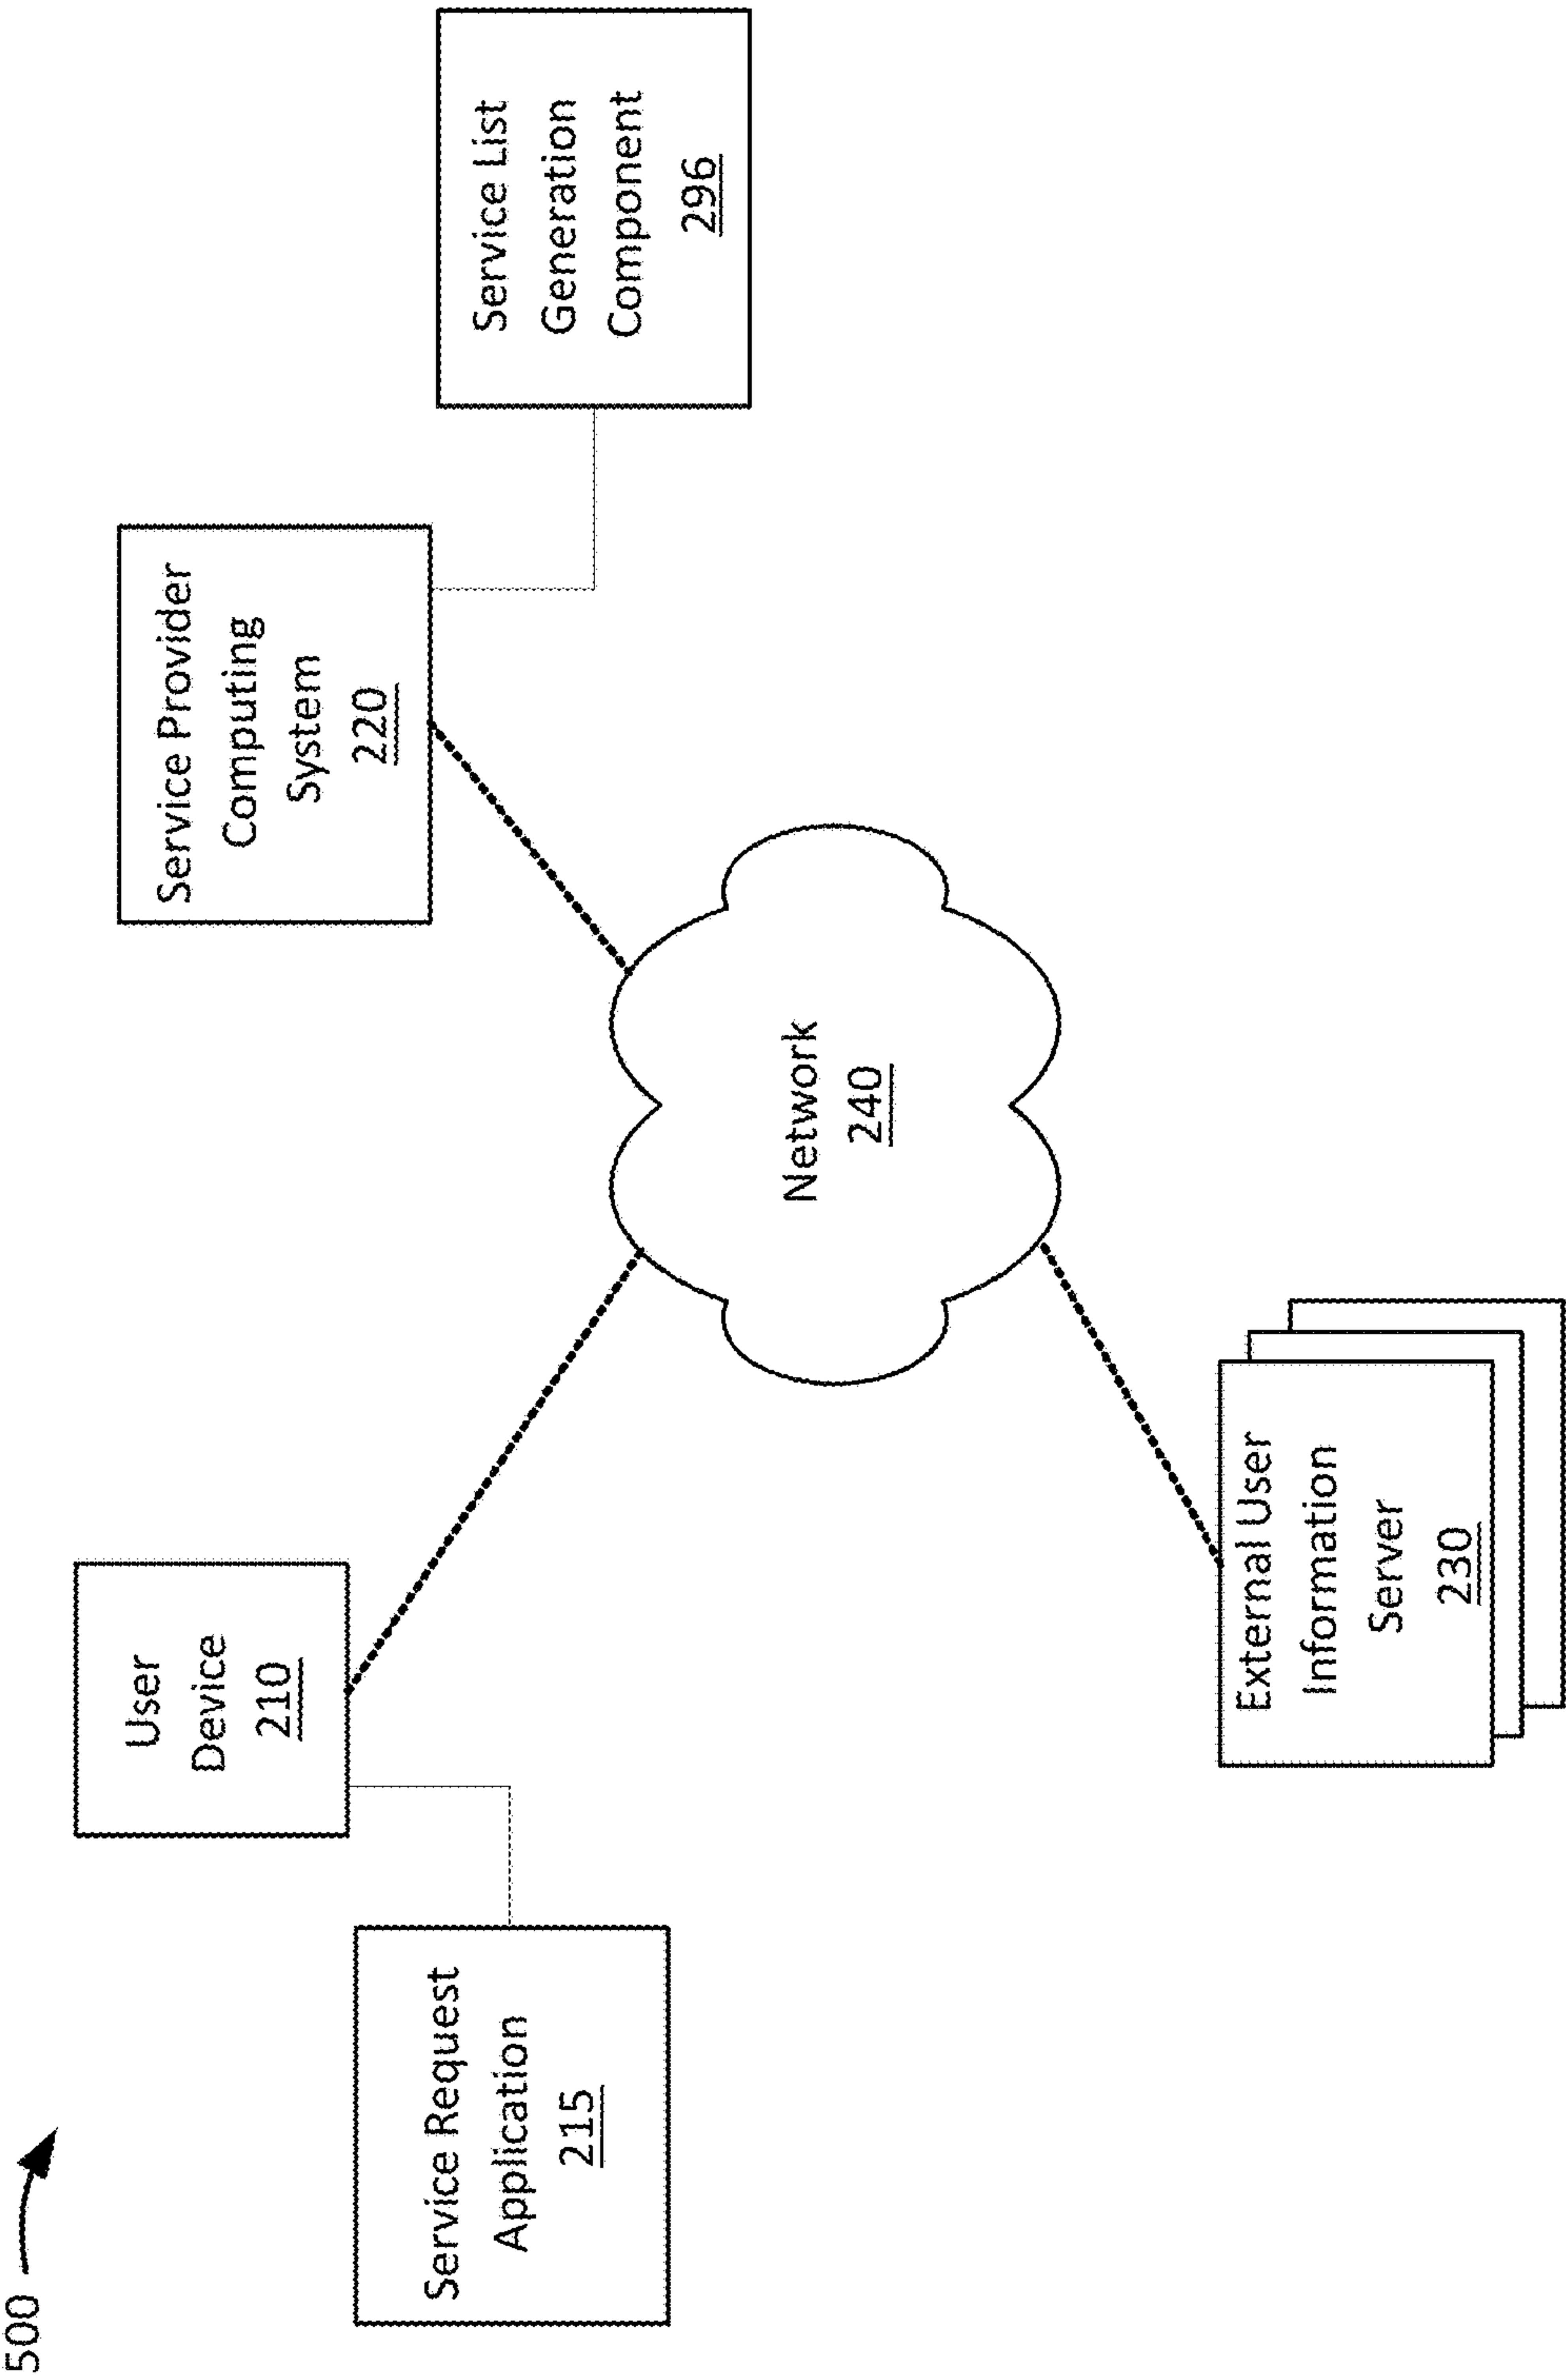 500
User
Device
210
Service Request
Application
215
Service Provider
Computing
System
220
Service List
Generation
Component
296
Network
240
External User
Information
Server
230